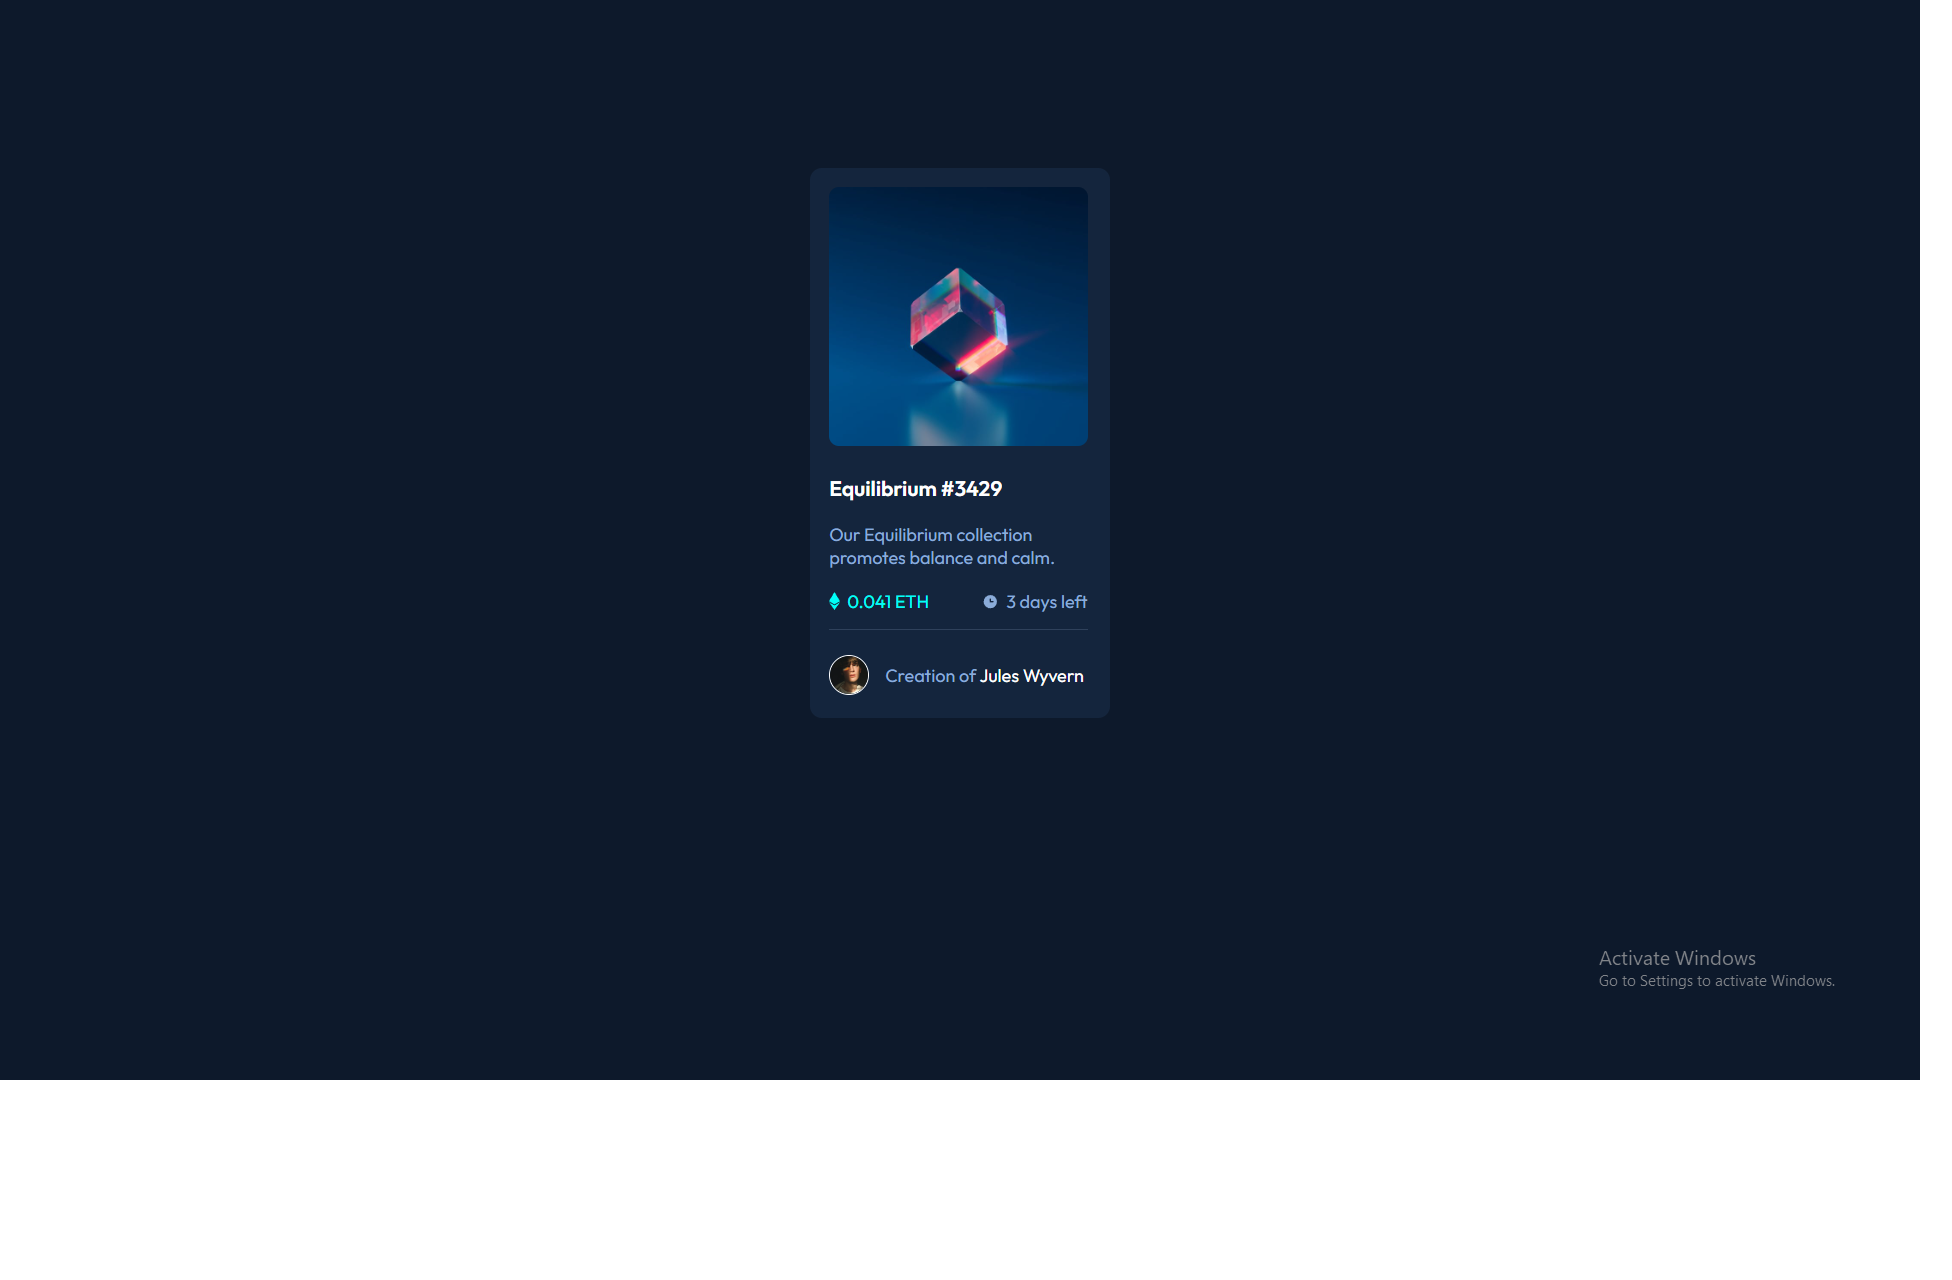 Equilibrium #3429
Our Equilibrium collection
promotes balance and calm.
0.041 ETH
3 days left
Creation of Jules Wyvern
Activate Windows
Go to Settings to activate Windows.